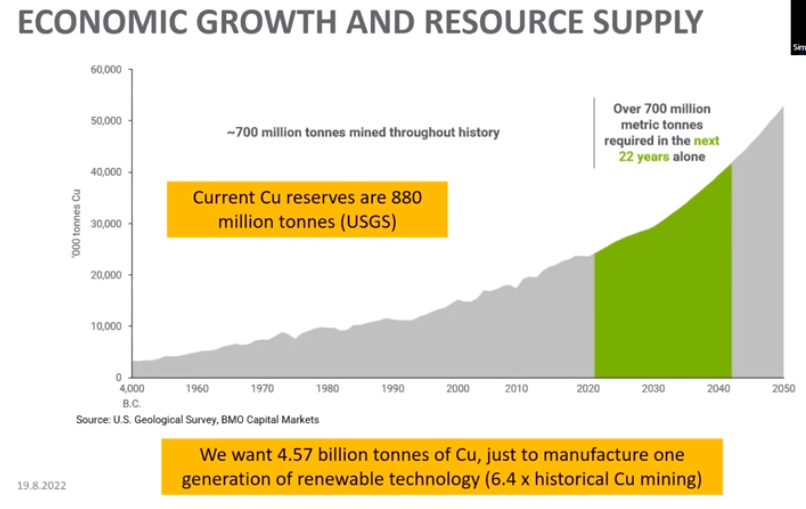 ECONOMIC GROWTH AND RESOURCE SUPPLY
Sim
60,000
50,000
40,000
30,000
20,000
10,000
0
'000 tonnes Cu
~700 million tonnes mined throughout history
Over 700 million
metric tonnes
required in the next
22 years alone
Current Cu reserves are 880
million tonnes (USGS)
4,000
B.C.
1960
1970
1980
1990
2000
2010
2020
2030
2040
2050
Source: U.S. Geological Survey, BMO Capital Markets
We want 4.57 billion tonnes of Cu, just to manufacture one
generation of renewable technology (6.4 x historical Cu mining)
19.8.2022